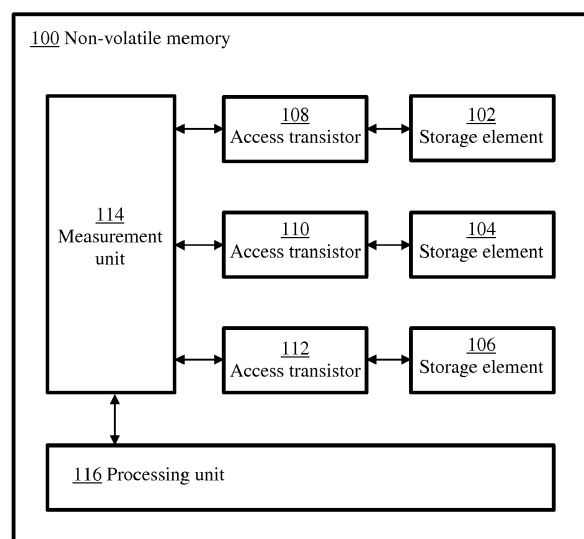 100 Non-volatile memory
108
Access transistor
102
Storage element
114
Measurement
unit
110
Access transistor
104
Storage element
112
Access transistor
106
Storage element
116 Processing unit